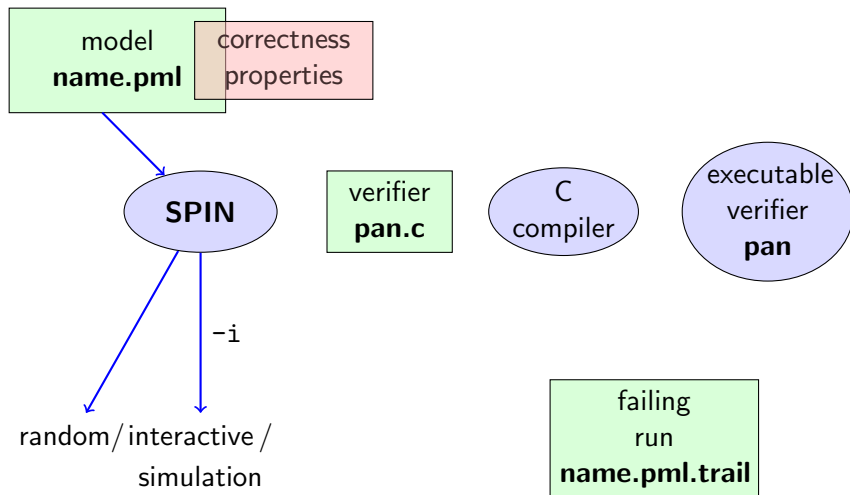 model
name.pml
correctness
properties
SPIN
verifier
pan.c
C
compiler
executable
verifier
pan
-i
random/interactive/
simulation
failing
run
name.pml.trail